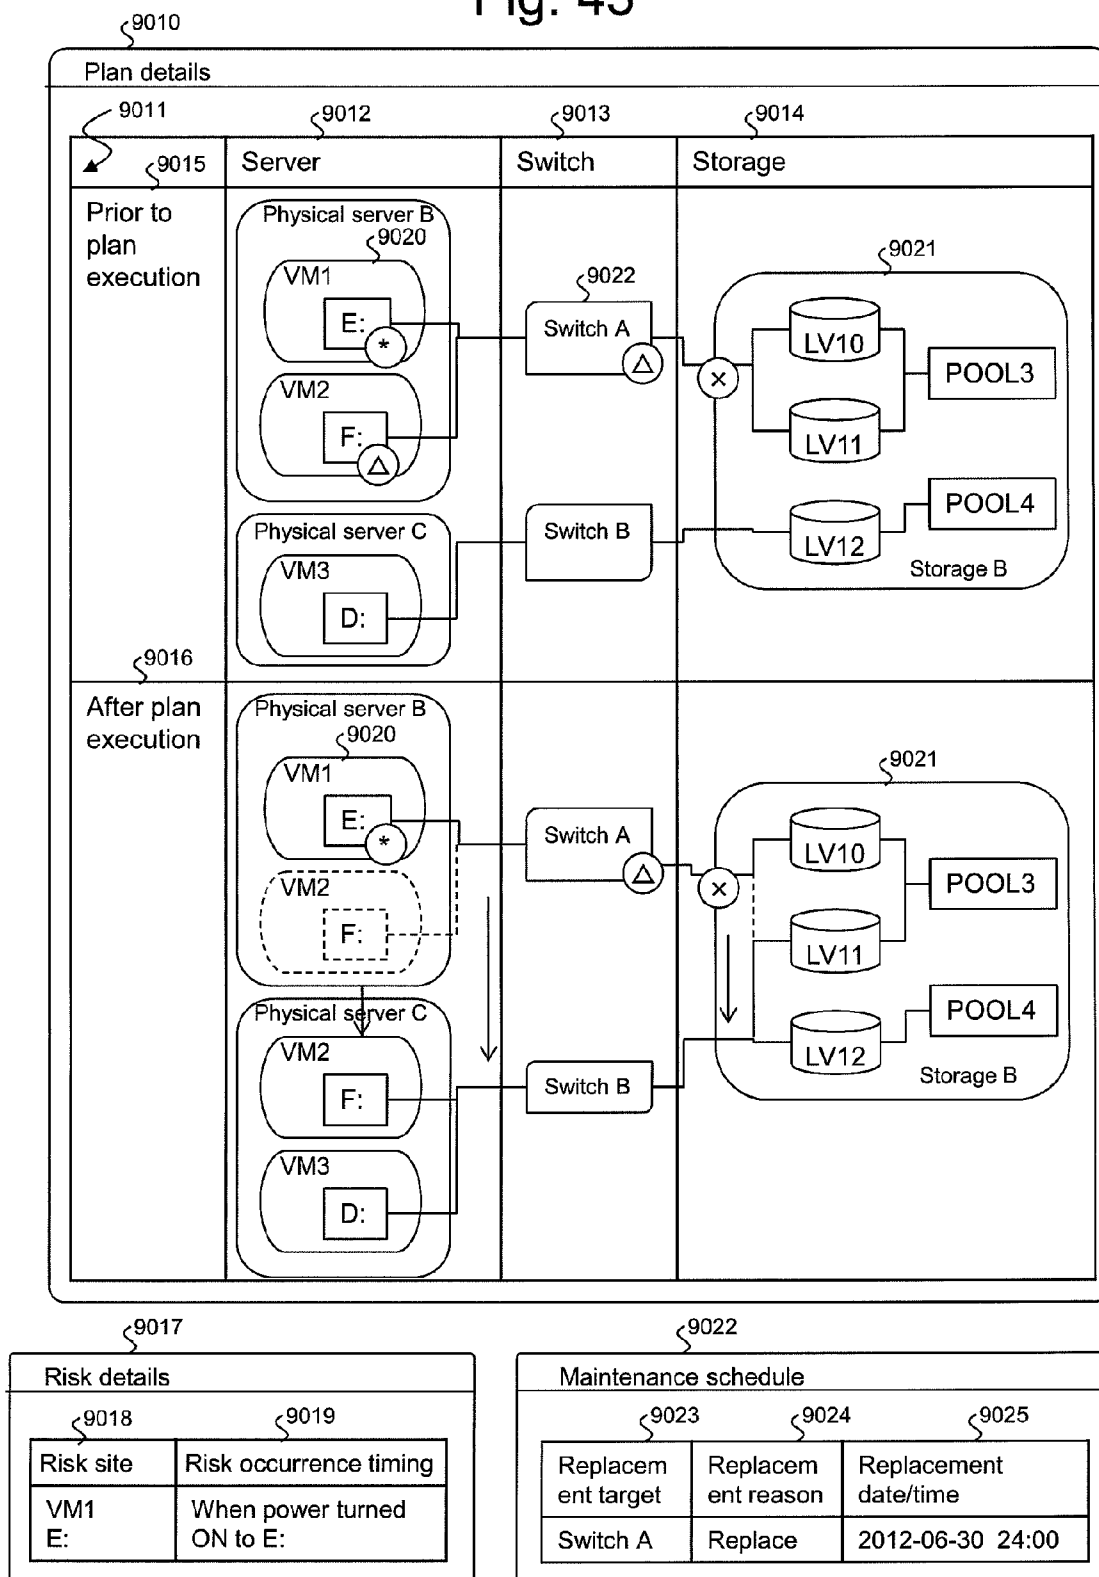 Fig. 43
9010
Plan details
9011
9012
9013
9014
9015
Server
Switch
Storage
Prior to
plan
execution
Physical server B
9020
VM1
E:
*
VM2
F:
△
Physical server C
VM3
D:
9022
Switch A
△
Switch B
9021
×
LV10
LV11
LV12
POOL3
POOL4
Storage B
9016
After plan
execution
Physical server B
9020
VM1
E:
*
VM2
F:
Physical server C
VM2
F:
VM3
D:
Switch A
△
Switch B
9021
×
LV10
LV11
LV12
POOL3
POOL4
Storage B
9017
Risk details
9018
9019
Risk site
Risk occurrence timing
VM1
E:
When power turned
ON to E:
9022
Maintenance schedule
9023
9024
9025
Replacem
ent target
Replacem
ent reason
Replacement
date/time
Switch A
Replace
2012-06-30 24:00